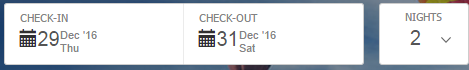 CHECK-IN CHECK-OUT NIGHTS
29 Dec '16 Thu 31 Dec '16 Sat 2